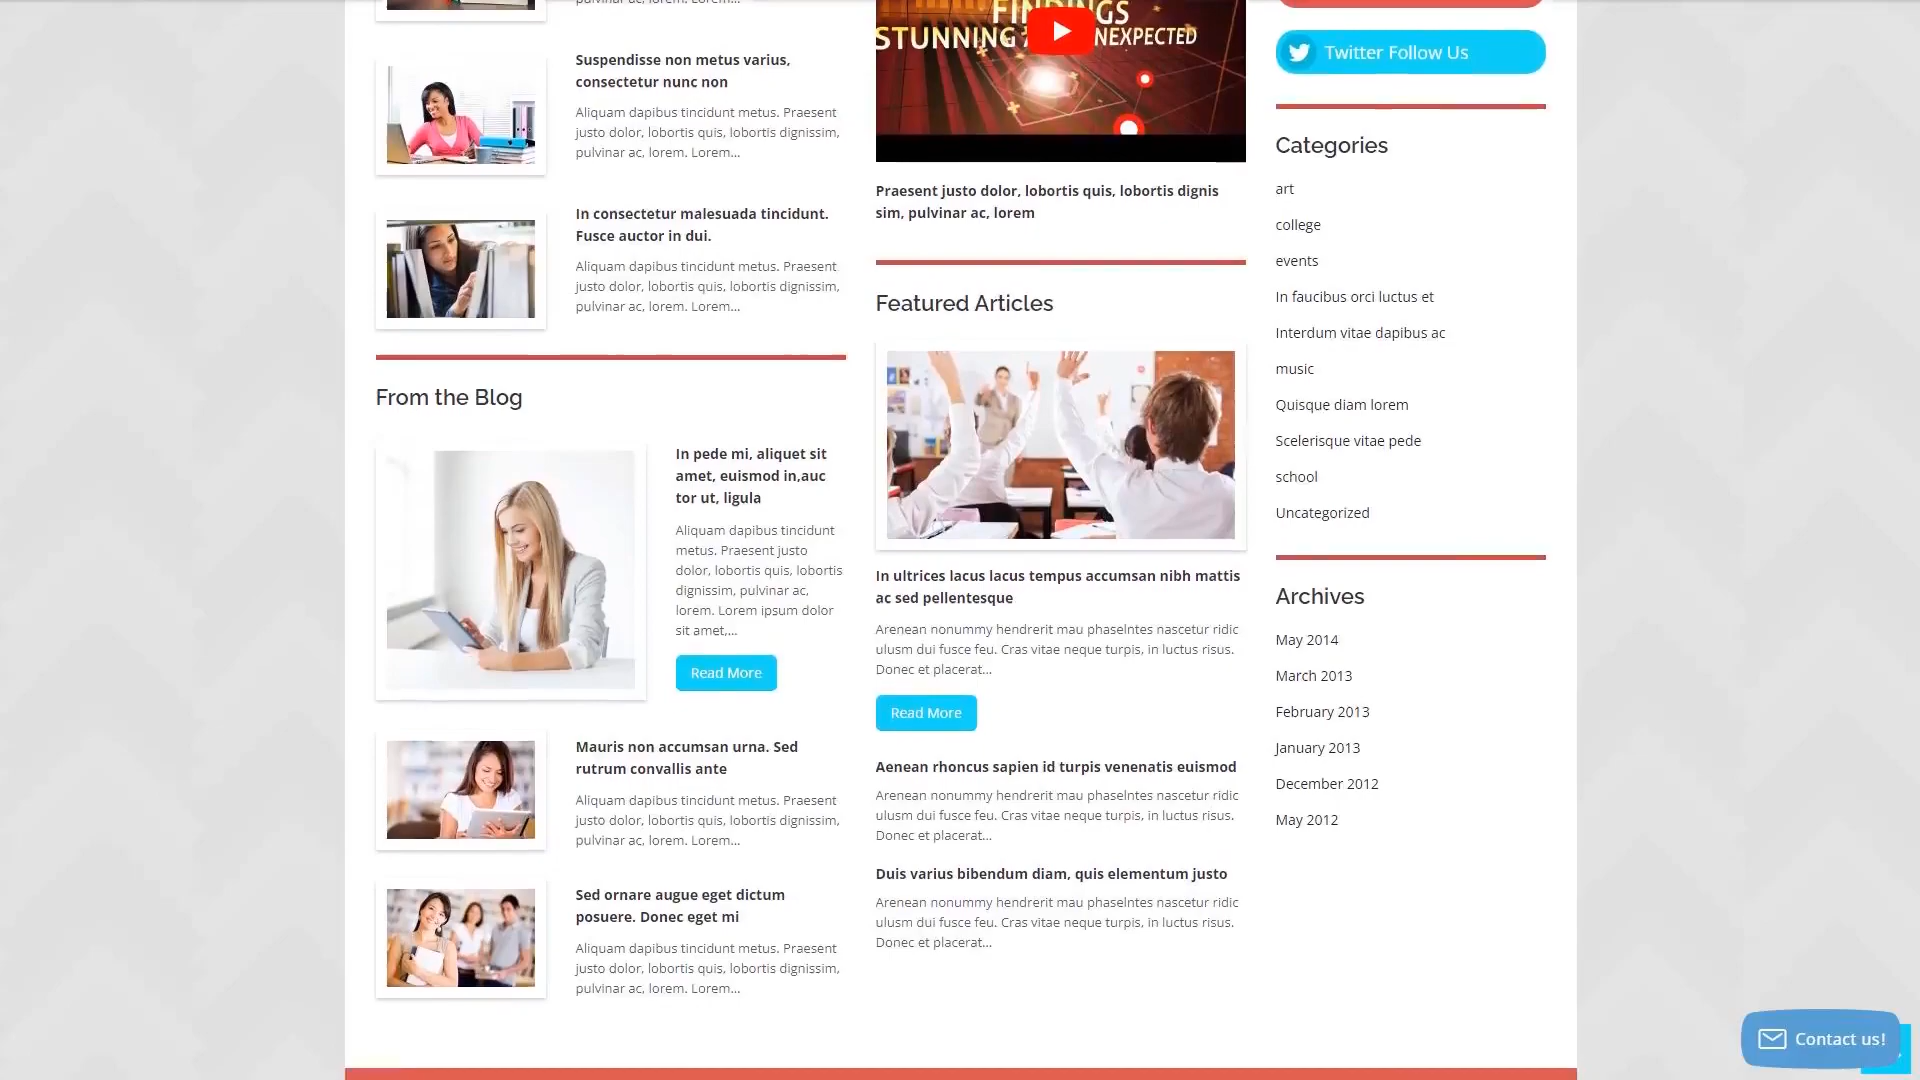 Suspendisse non metus varius,
consectetur nunc non
Aliquam dapibus tincidunt metus. Praesent
justo dolor, lobortis quis, lobortis dignissim,
pulvinar ac, lorem. Lorem...
In consectetur malesuada tincidunt.
Fusce auctor in dui.
Aliquam dapibus tincidunt metus. Praesent
justo dolor, lobortis quis, lobortis dignissim,
pulvinar ac, lorem. Lorem...
From the Blog
In pede mi, aliquet sit
amet, euismod in,auc
tor ut, ligula
Aliquam dapibus tincidunt
metus. Praesent justo
dolor, lobortis quis, lobortis
dignissim, pulvinar ac,
lorem. Lorem ipsum dolor
sit amet,...
Read More
Mauris non accumsan urna. Sed
rutrum convallis ante
Aliquam dapibus tincidunt metus. Praesent
justo dolor, lobortis quis, lobortis dignissim,
pulvinar ac, lorem. Lorem...
Sed ornare augue eget dictum
posuere. Donec eget mi
Aliquam dapibus tincidunt metus. Praesent
justo dolor, lobortis quis, lobortis dignissim,
pulvinar ac, lorem. Lorem...
FINDINGS
STUNNING
Praesent justo dolor, lobortis quis, lobortis dignis
sim, pulvinar ac, lorem
Featured Articles
In ultrices lacus lacus tempus accumsan nibh mattis
ac sed pellentesque
Arenean nonummy hendrerit mau phaselntes nascetur ridic
ulusm dui fusce feu. Cras vitae neque turpis, in luctus risus.
Donec et placerat...
Read More
Aenean rhoncus sapien id turpis venenatis euismod
Arenean nonummy hendrerit mau phaselntes nascetur ridic
ulusm dui fusce feu. Cras vitae neque turpis, in luctus risus.
Donec et placerat...
Duis varius bibendum diam, quis elementum justo
Arenean nonummy hendrerit mau phaselntes nascetur ridic
ulusm dui fusce feu. Cras vitae neque turpis, in luctus risus.
Donec et placerat...
Twitter Follow Us
Categories
art
college
events
In faucibus orci luctus et
Interdum vitae dapibus ac
music
Quisque diam lorem
Scelerisque vitae pede
school
Uncategorized
Archives
May 2014
March 2013
February 2013
January 2013
December 2012
May 2012
Contact us!